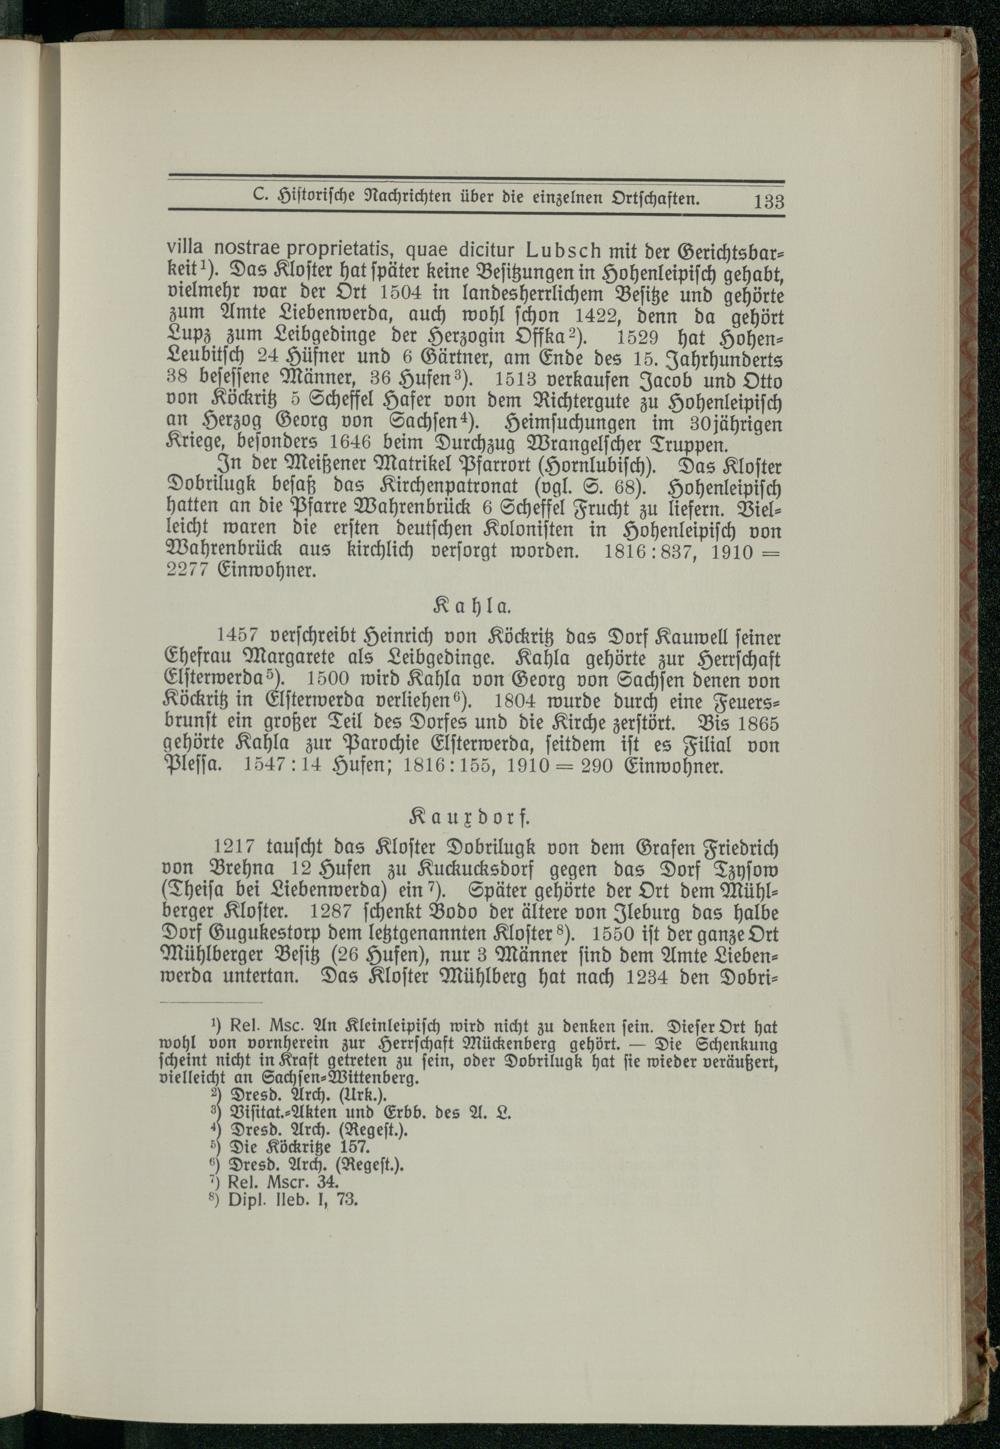 C. Historische Nachrichten über die einzelnen Ortschaften. 133
villa nostrae proprietatis, quae dicitur Lubsch mit der Gerichtsbar-
keit¹). Das Kloster hat später keine Besitzungen in Hohenleipisch gehabt,
vielmehr war der Ort 1504 in landesherrlichem Besitze und gehörte
zum Amte Liebenwerda, auch wohl schon 1422, denn da gehört
Lupz zum Leibgedinge der Herzogin Offka²). 1529 hat Hohen-
Leubitsch 24 Hüfner und 6 Gärtner, am Ende des 15. Jahrhunderts
38 besessene Männer, 36 Hufen³). 1513 verkaufen Jacob und Otto
von Köckritz 5 Scheffel Hafer von dem Richtergute zu Hohenleipisch
an Herzog Georg von Sachsen⁴). Heimsuchungen im 30jährigen
Kriege, besonders 1646 beim Durchzug Wrangelscher Truppen.
In der Meißener Matrikel Pfarrort (Hornlubisch). Das Kloster
Dobrilugk besaß das Kirchenpatronat (vgl. S. 68). Hohenleipisch
hatten an die Pfarre Wahrenbrück 6 Scheffel Frucht zu liefern. Viel-
leicht waren die ersten deutschen Kolonisten in Hohenleipisch von
Wahrenbrück aus kirchlich versorgt worden. 1816 : 837, 1910 =
2277 Einwohner.
Kahla.
1457 verschreibt Heinrich von Köckritz das Dorf Kauwell seiner
Ehefrau Margarete als Leibgedinge. Kahla gehörte zur Herrschaft
Elsterwerda⁵). 1500 wird Kahla von Georg von Sachsen denen von
Köckritz in Elsterwerda verliehen⁶). 1804 wurde durch eine Feuers-
brunst ein großer Teil des Dorfes und die Kirche zerstört. Bis 1865
gehörte Kahla zur Parochie Elsterwerda, seitdem ist es Filial von
Plessa. 1547 : 14 Hufen; 1816 : 155, 1910 = 290 Einwohner.
Kauxdorf.
1217 tauscht das Kloster Dobrilugk von dem Grafen Friedrich
von Brehna 12 Hufen zu Kuckucksdorf gegen das Dorf Tzysow
(Theisa bei Liebenwerda) ein⁷). Später gehörte der Ort dem Mühl-
berger Kloster. 1287 schenkt Bodo der ältere von Ileburg das halbe
Dorf Gugukestorp dem letztgenannten Kloster⁸). 1550 ist der ganze Ort
Mühlberger Besitz (26 Hufen), nur 3 Männer sind dem Amte Lieben-
werda untertan. Das Kloster Mühlberg hat nach 1234 den Dobri-
¹) Rel. Msc. An Kleinleipisch wird nicht zu denken sein. Dieser Ort hat
wohl von vornherein zur Herrschaft Mückenberg gehört. — Die Schenkung
scheint nicht in Kraft getreten zu sein, oder Dobrilugk hat sie wieder veräußert,
vielleicht an Sachsen-Wittenberg.
²) Dresd. Arch. (Urk.).
³) Visitat.-Akten und Erbb. des A. L.
⁴) Dresd. Arch. (Regest.).
⁵) Die Köckritze 157.
⁶) Dresd. Arch. (Regest.).
⁷) Rel. Mscr. 34.
⁸) Dipl. Ileb. I, 73.